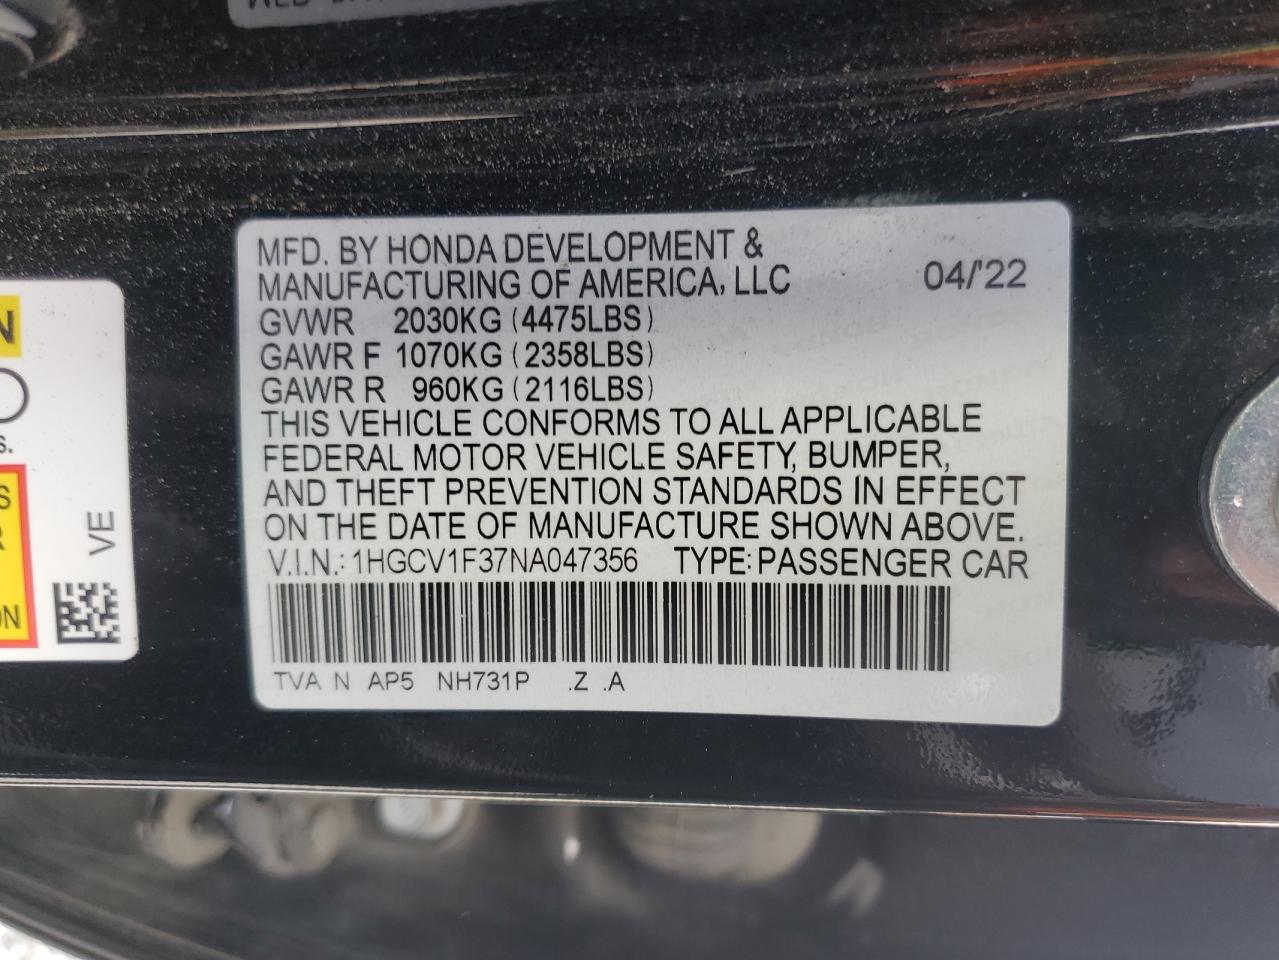 MFD. BY HONDA DEVELOPMENT &
MANUFACTURING OF AMERICA, LLC 04/'22
GVWR 2030KG (4475LBS)
GAWR F 1070KG (2358LBS)
GAWR R 960KG (2116LBS)
THIS VEHICLE CONFORMS TO ALL APPLICABLE
FEDERAL MOTOR VEHICLE SAFETY, BUMPER,
AND THEFT PREVENTION STANDARDS IN EFFECT
ON THE DATE OF MANUFACTURE SHOWN ABOVE.
V.I.N.: 1HGCV1F37NA047356 TYPE: PASSENGER CAR
TVA N AP5 NH731P .Z .A
VE